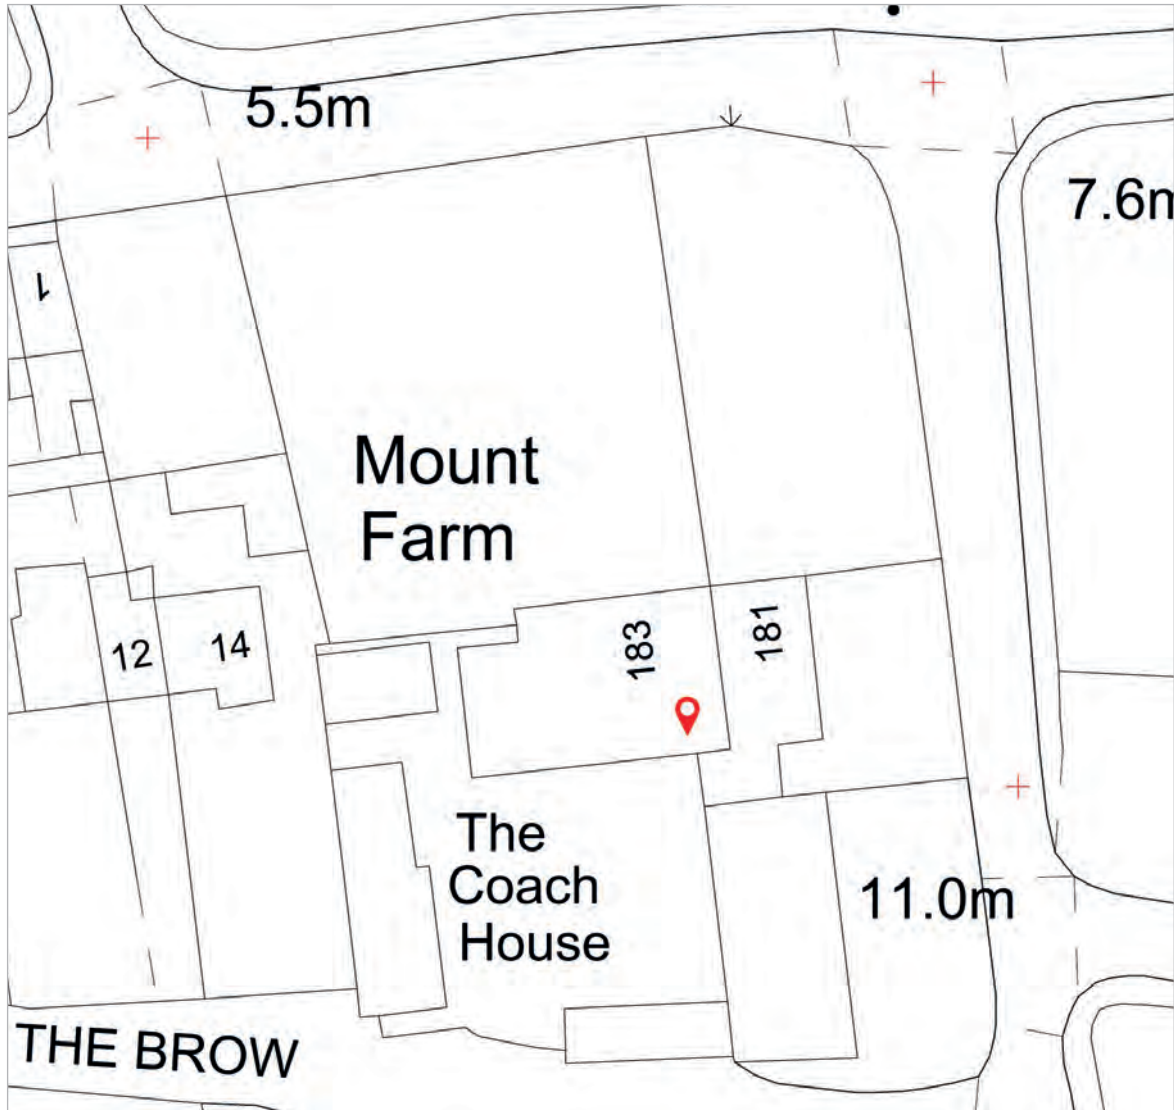 5.5m
7.6m
1
Mount
Farm
183
181
12
14
The
Coach
House
11.0m
THE BROW